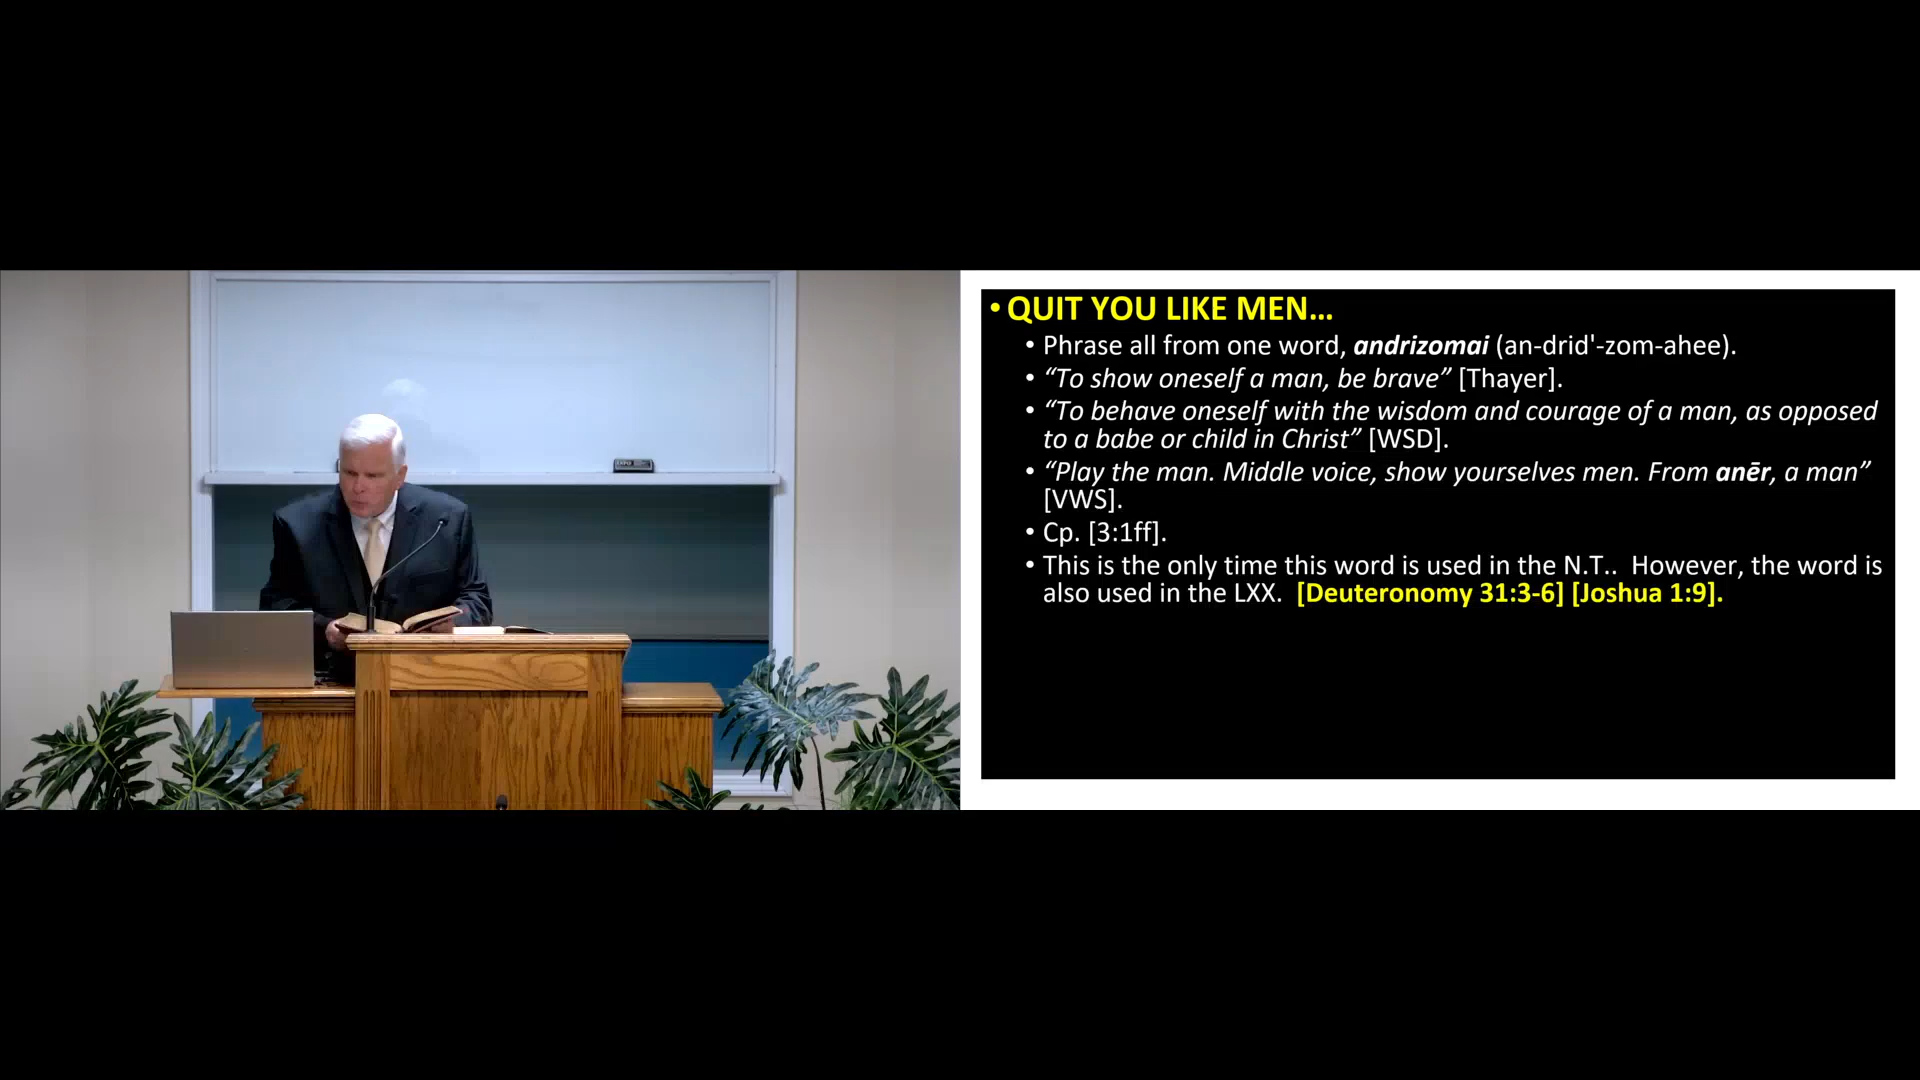 • QUIT YOU LIKE MEN…
• Phrase all from one word, andrizomai (an-drid'-zom-ahee).
• “To show oneself a man, be brave” [Thayer].
• “To behave oneself with the wisdom and courage of a man, as opposed
to a babe or child in Christ” [WSD].
• “Play the man. Middle voice, show yourselves men. From anēr, a man”
[VWS].
• Cp. [3:1ff].
• This is the only time this word is used in the N.T.. However, the word is
also used in the LXX. [Deuteronomy 31:3-6] [Joshua 1:9].
EXPO